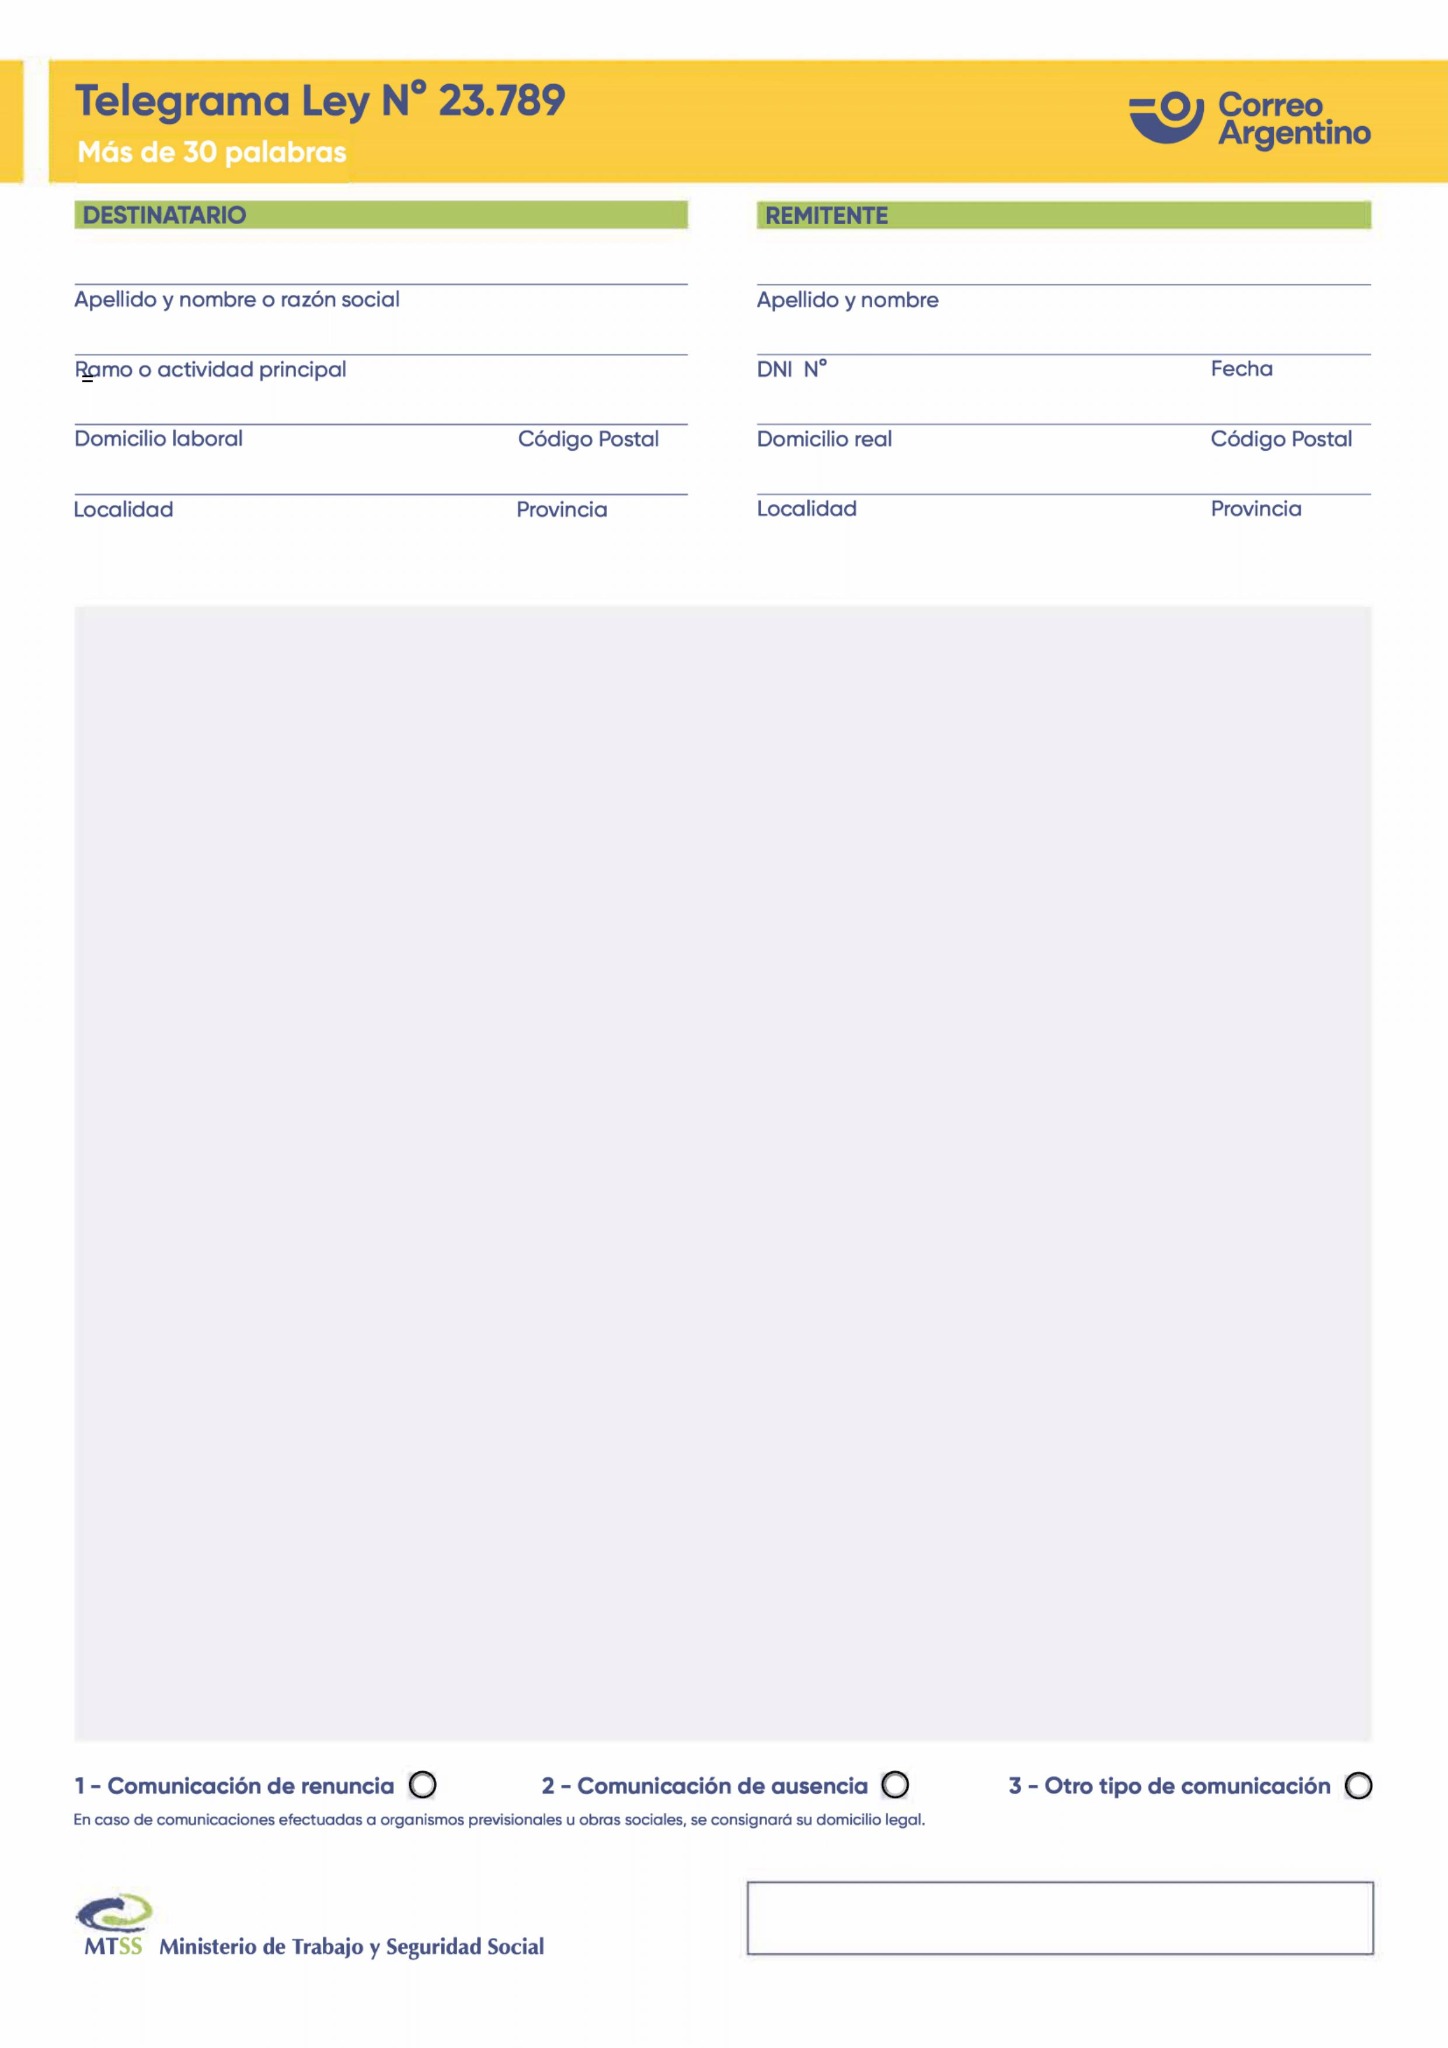 Telegrama Ley N° 23.789
Más de 30 palabras
Correo
Argentino
DESTINATARIO
Apellido y nombre o razón social
Ramo o actividad principal
=
Domicilio laboral Código Postal
Localidad Provincia
REMITENTE
Apellido y nombre
DNI N° Fecha
Domicilio real Código Postal
Localidad Provincia
1 - Comunicación de renuncia
2 - Comunicación de ausencia
3 - Otro tipo de comunicación
En caso de comunicaciones efectuadas a organismos previsionales u obras sociales, se consignará su domicilio legal.
MTSS Ministerio de Trabajo y Seguridad Social